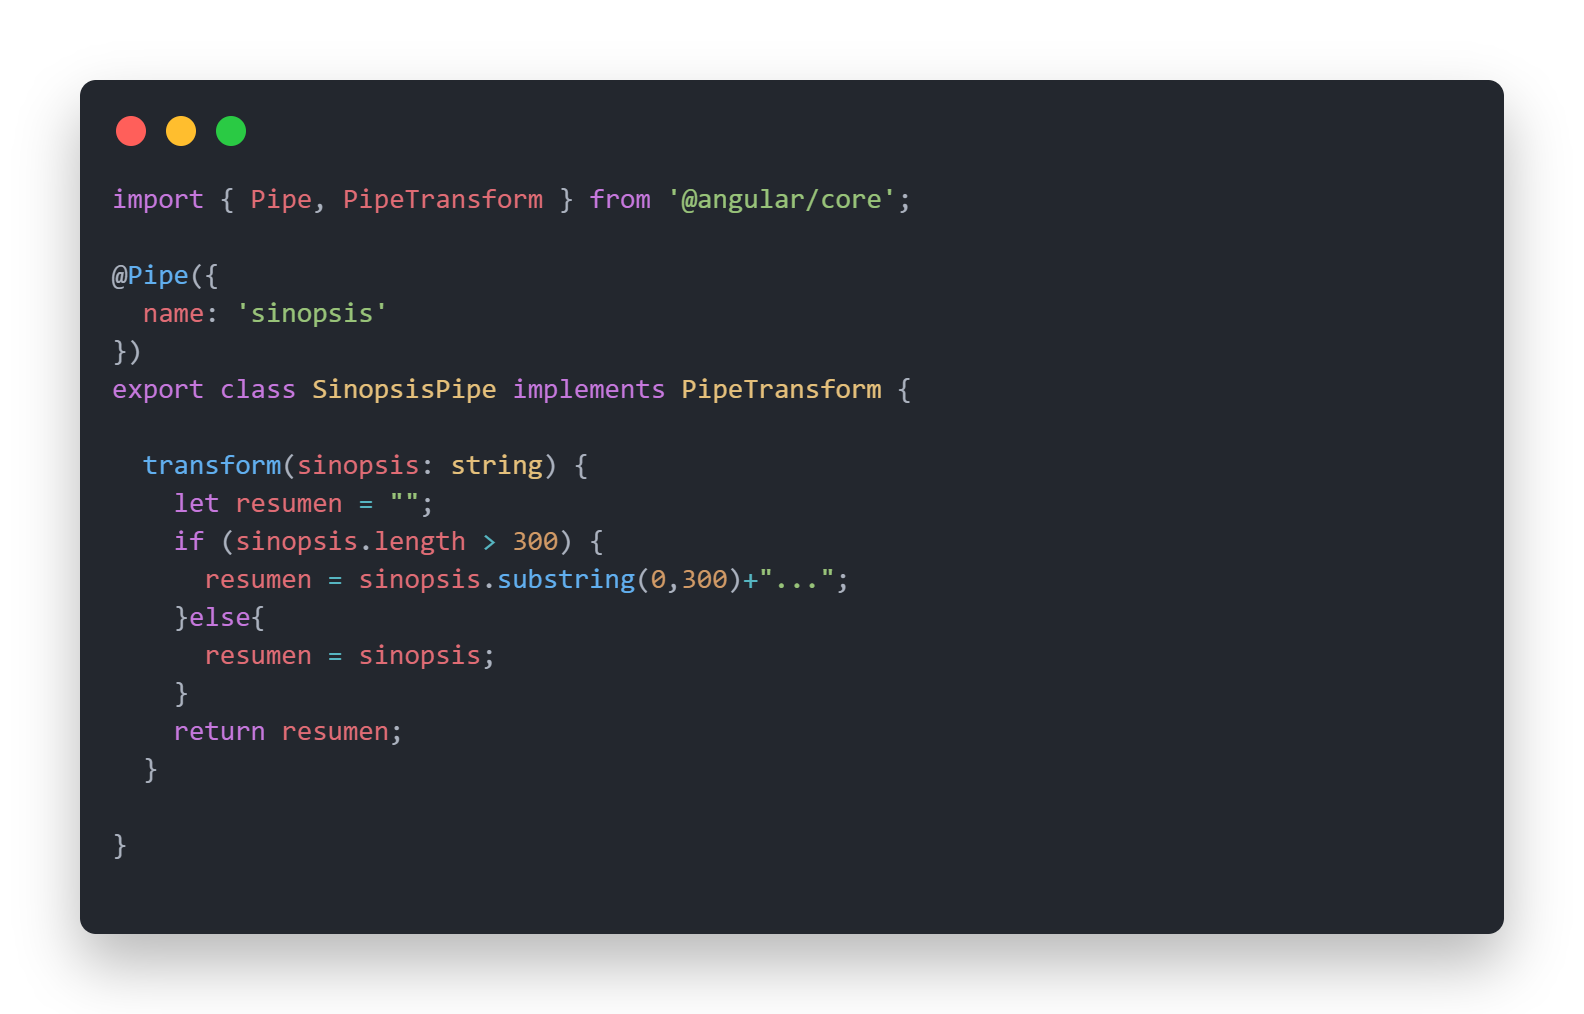 import { Pipe, PipeTransform } from '@angular/core';

@Pipe({
  name: 'sinopsis'
})
export class SinopsisPipe implements PipeTransform {

  transform(sinopsis: string) {
    let resumen = "";
    if (sinopsis.length > 300) {
      resumen = sinopsis.substring(0,300)+"...";
    }else{
      resumen = sinopsis;
    }
    return resumen;
  }

}